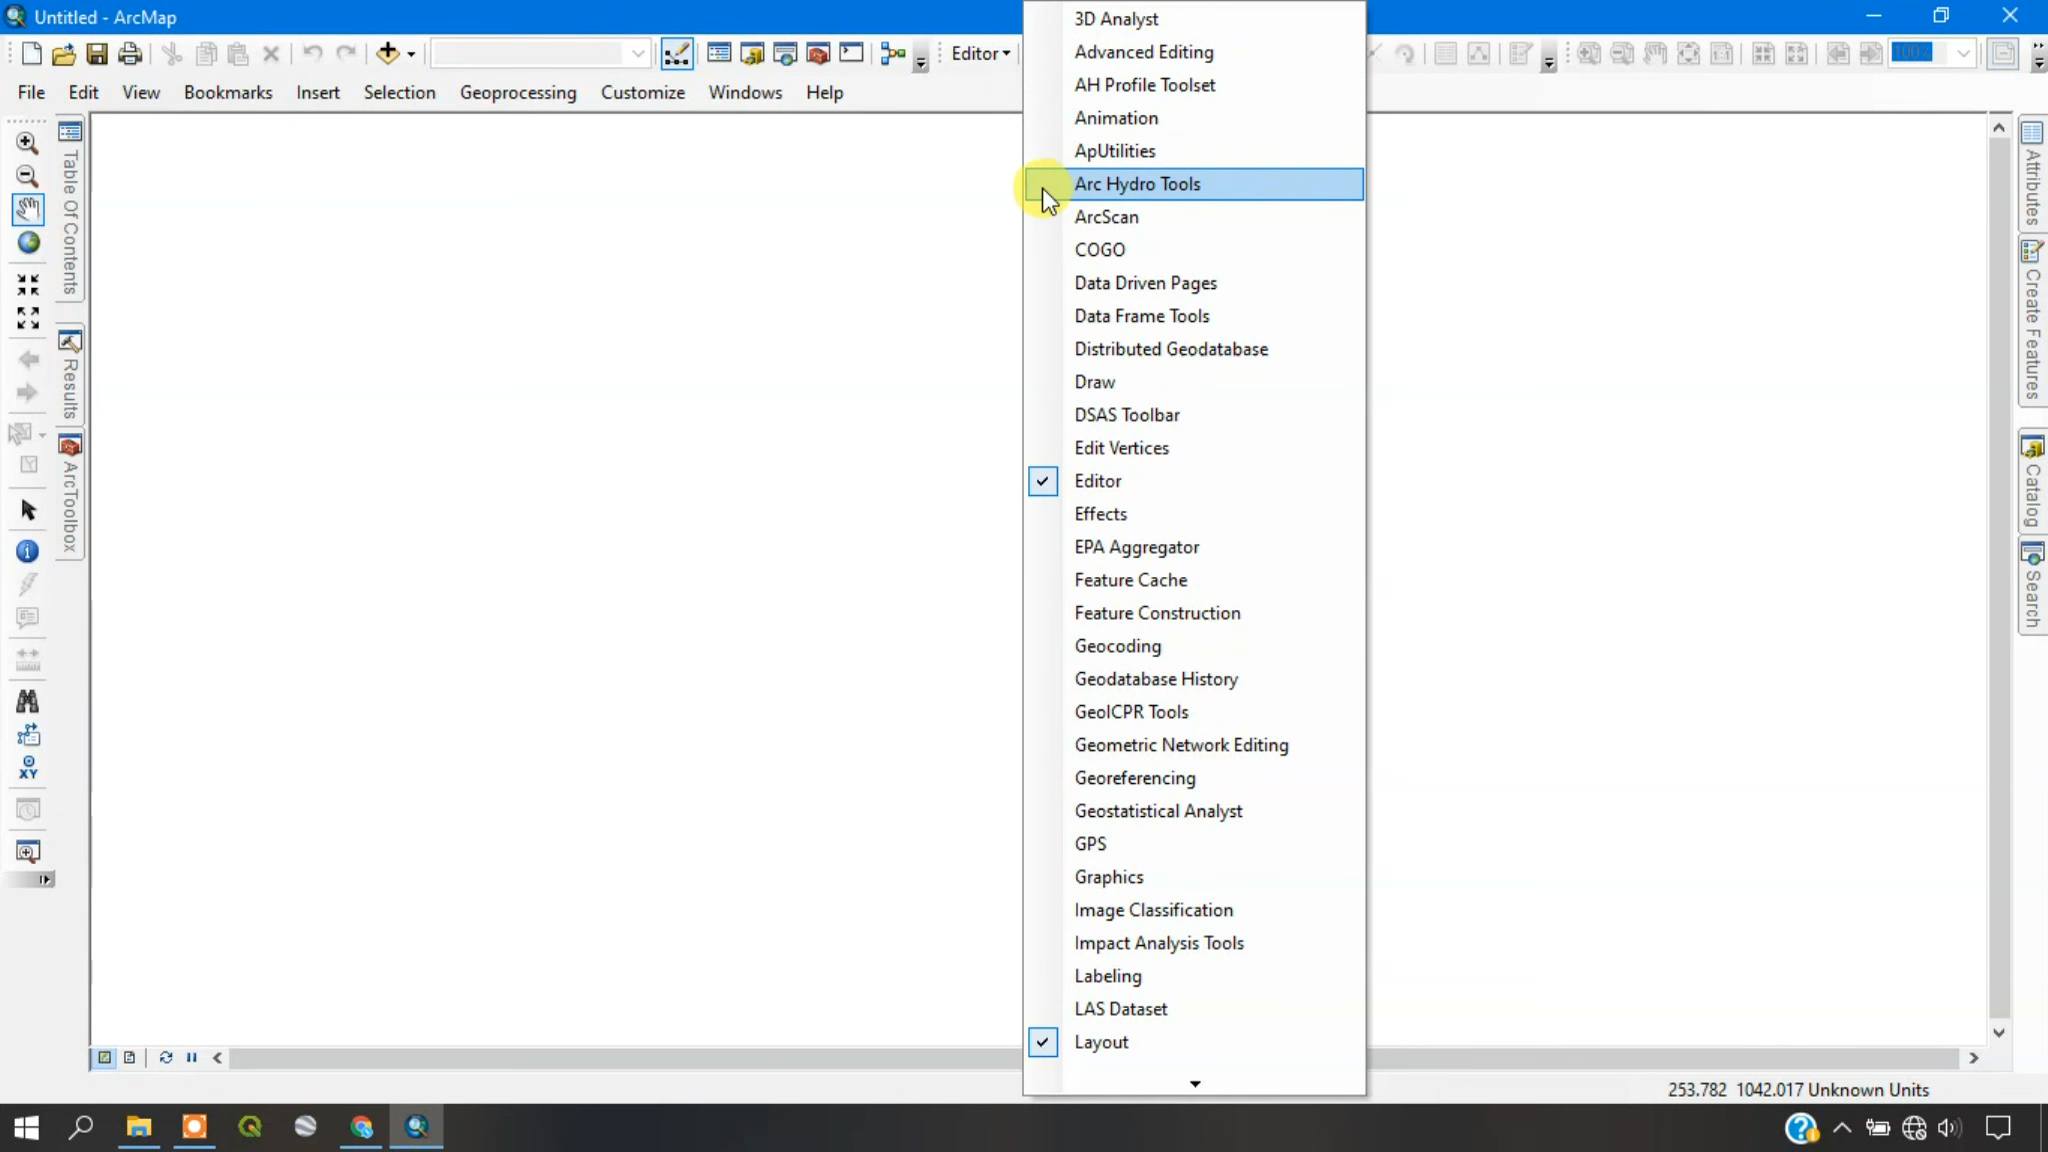 Untitled - ArcMap
Editor
100%
File Edit View Bookmarks Insert Selection Geoprocessing Customize Windows Help
Table Of Contents
Results
ArcToolbox
3D Analyst
Advanced Editing
AH Profile Toolset
Animation
ApUtilities
Arc Hydro Tools
ArcScan
COGO
Data Driven Pages
Data Frame Tools
Distributed Geodatabase
Draw
DSAS Toolbar
Edit Vertices
Editor
Effects
EPA Aggregator
Feature Cache
Feature Construction
Geocoding
Geodatabase History
GeoICPR Tools
Geometric Network Editing
Georeferencing
Geostatistical Analyst
GPS
Graphics
Image Classification
Impact Analysis Tools
Labeling
LAS Dataset
Layout
Attributes
Create Features
Catalog
Search
XY
253.782 1042.017 Unknown Units